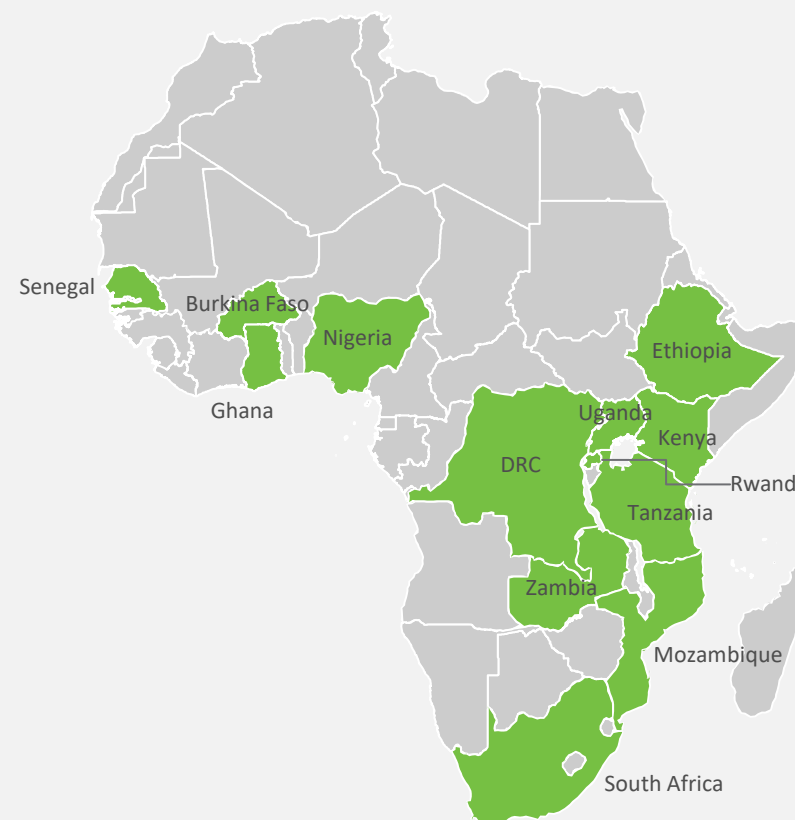 Senegal
Burkina Faso
Nigeria
Ghana
Ethiopia
Uganda
Kenya
DRC
Rwand
Tanzania
Zambia
Mozambique
South Africa